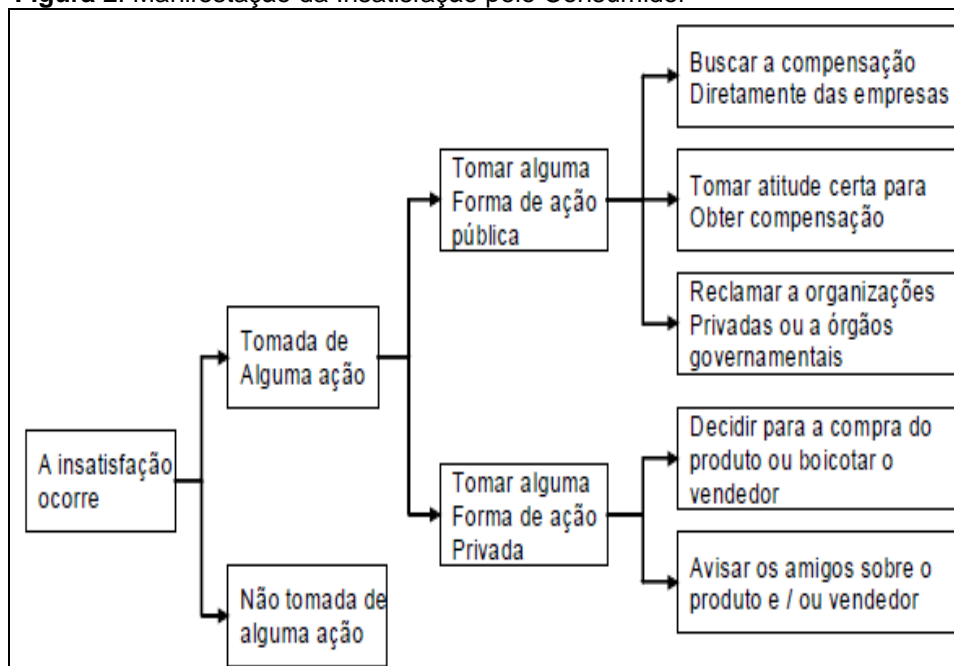 Figura 2. Manifestação da Insatisfação pelo Consumidor
Buscar a compensação
Diretamente das empresas
Tomar alguma
Forma de ação
pública
Tomar atitude certa para
Obter compensação
Reclamar a organizações
Privadas ou a órgãos
governamentais
Tomada de
Alguma ação
A insatisfação
ocorre
Decidir para a compra do
produto ou boicotar o
vendedor
Tomar alguma
Forma de ação
Privada
Avisar os amigos sobre o
produto e / ou vendedor
Não tomada de
alguma ação